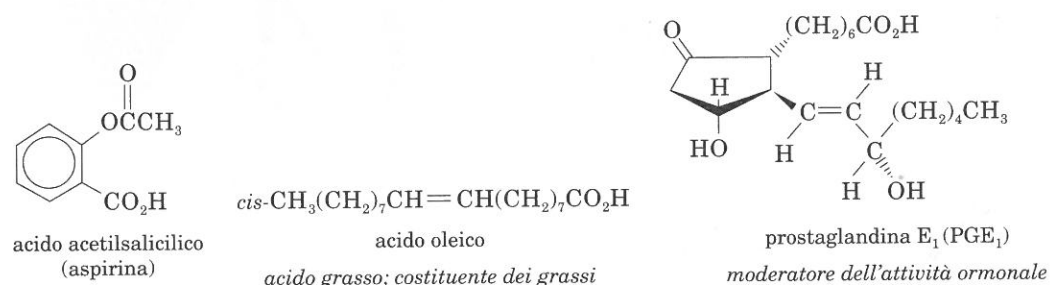 O
OCCH₃
CO₂H
acido acetilsalicilico
(aspirina)
cis-CH₃(CH₂)₇CH=CH(CH₂)₇CO₂H
acido oleico
acido grasso; costituente dei grassi
O
(CH₂)₆CO₂H
H
H
C=C
(CH₂)₄CH₃
HO
H
C
H
OH
prostaglandina E₁(PGE₁)
moderatore dell'attività ormonale